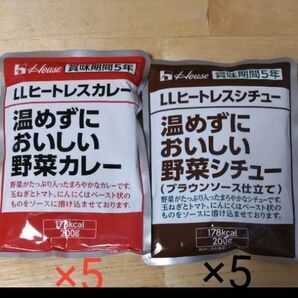 House 賞味期間5年
LLヒートレスカレー
温めずに
おいしい
野菜カレー
野菜がたっぷり入ったまろやかなカレーです。
玉ねぎとトマト、にんにくはペースト状の
ものをソースに溶け込ませております。
178kcal
200g
×5
House 賞味期間5年
LLヒートレスシチュー
温めずに
おいしい
野菜シチュー
(ブラウンソース仕立て)
野菜がたっぷり入ったまろやかなシチューです。
玉ねぎとトマト、にんにくはペースト状の
ものをソースに溶け込ませております。
178kcal
200g
×5